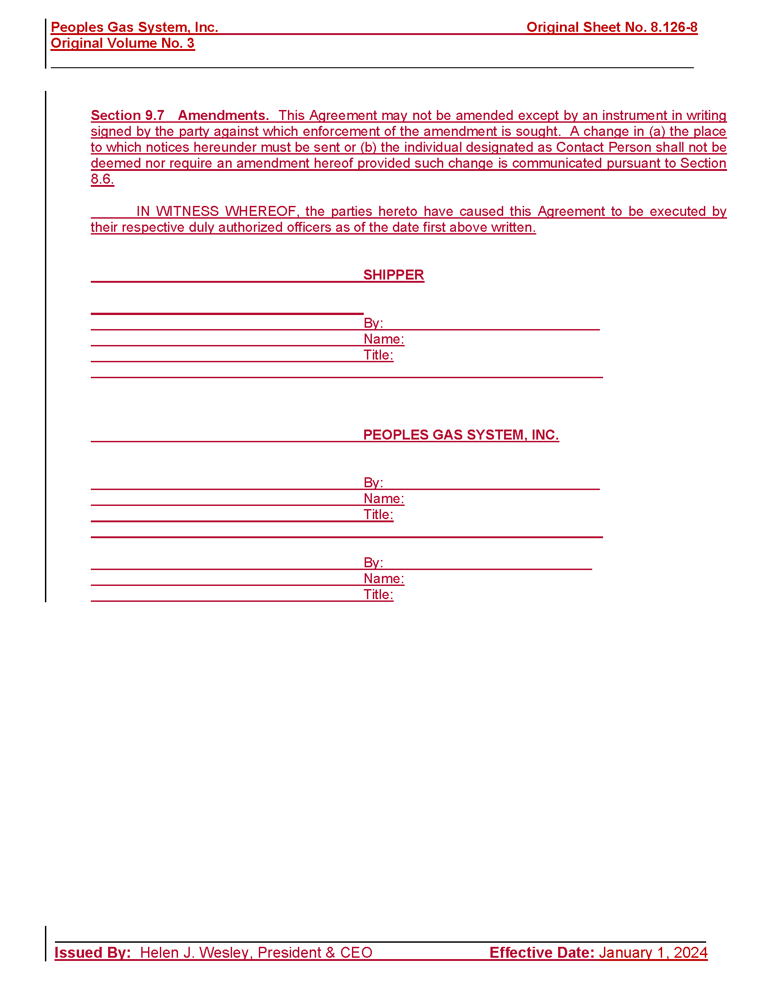 Peoples Gas System, Inc. Original Sheet No. 8.126-8
Original Volume No. 3
Section 9.7 Amendments. This Agreement may not be amended except by an instrument in writing
signed by the party against which enforcement of the amendment is sought. A change in (a) the place
to which notices hereunder must be sent or (b) the individual designated as Contact Person shall not be
deemed nor require an amendment hereof provided such change is communicated pursuant to Section
8.6.
IN WITNESS WHEREOF, the parties hereto have caused this Agreement to be executed by
their respective duly authorized officers as of the date first above written.
SHIPPER
By:
Name:
Title:
PEOPLES GAS SYSTEM, INC.
By:
Name:
Title:
By:
Name:
Title:
Issued By: Helen J. Wesley, President & CEO Effective Date: January 1, 2024